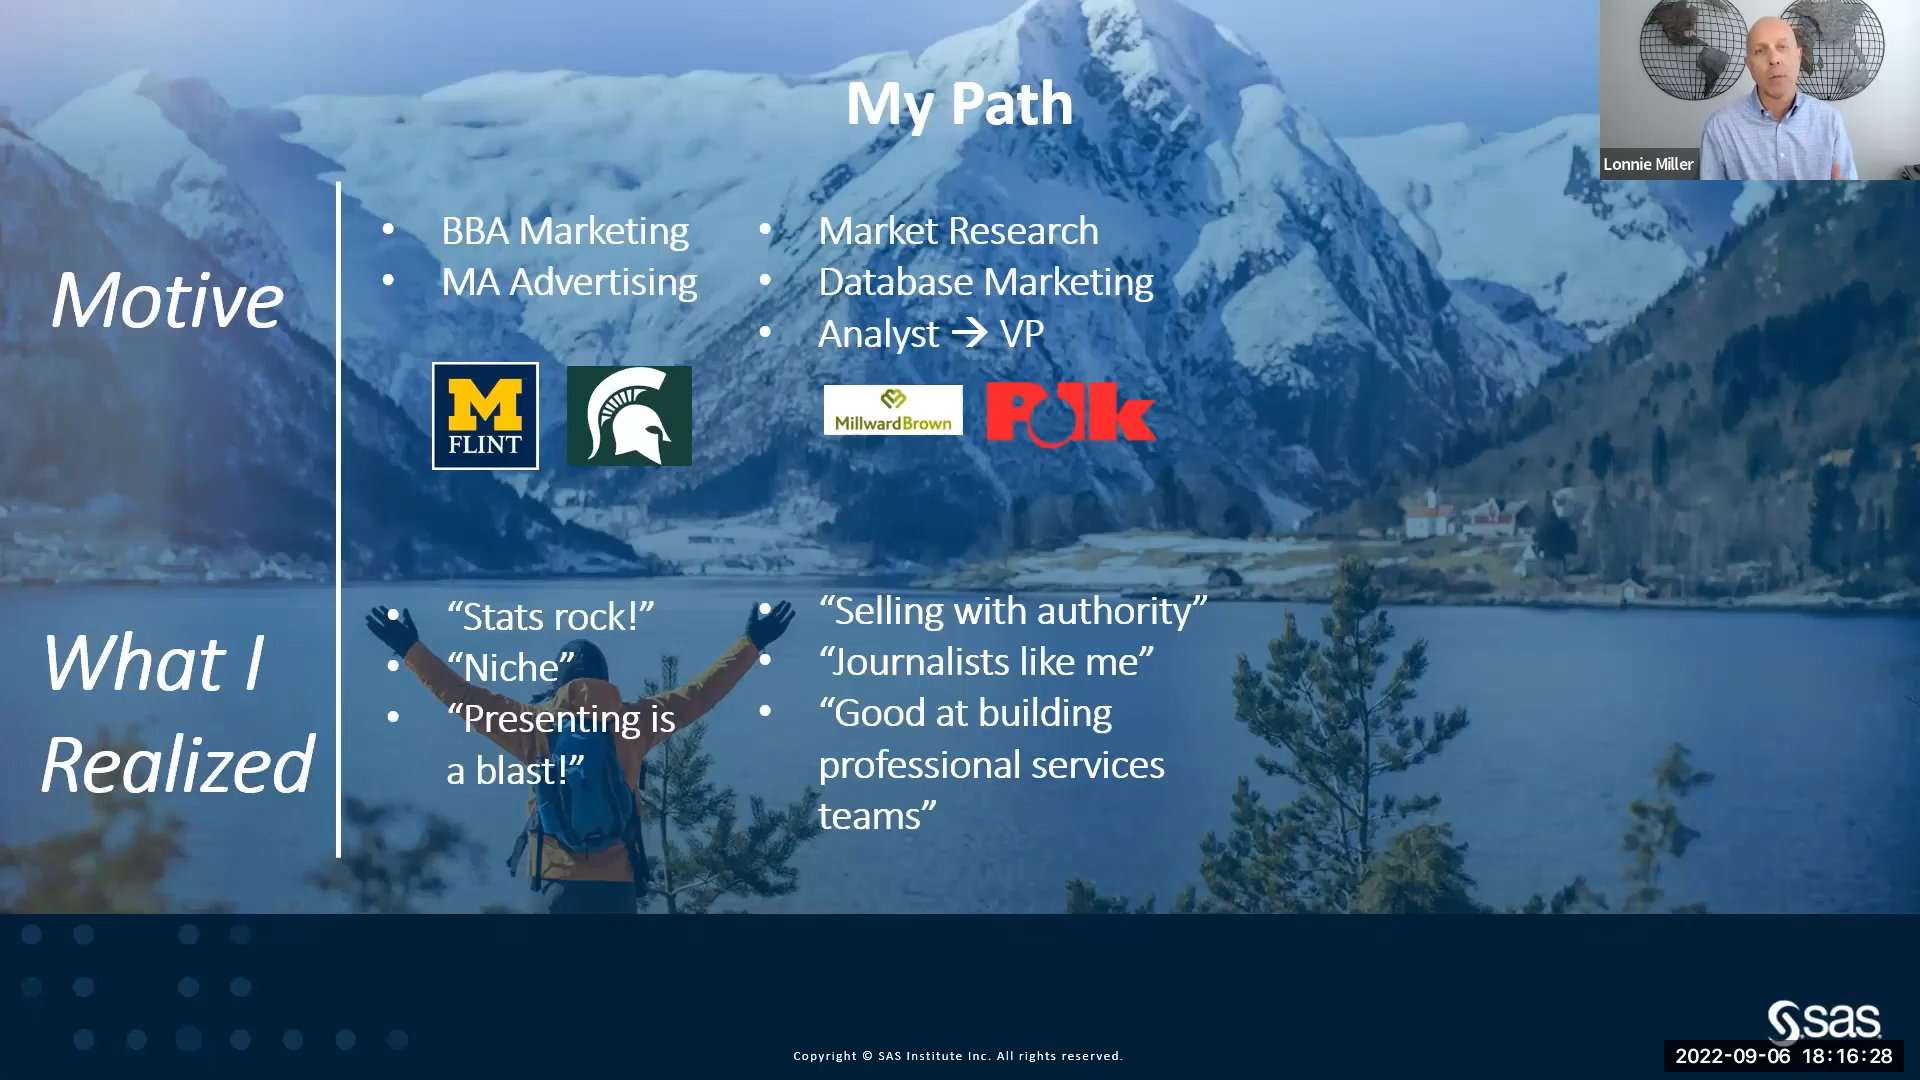 My Path
Lonnie Miller
Motive
• BBA Marketing
• MA Advertising
M
FLINT
• Market Research
• Database Marketing
• Analyst → VP
MillwardBrown
Polk
What I
Realized
• “Stats rock!”
• “Niche”
• “Presenting is
a blast!”
• “Selling with authority”
• “Journalists like me”
• “Good at building
professional services
teams”
sas
Copyright © SAS Institute Inc. All rights reserved.
2022-09-06 18:16:28